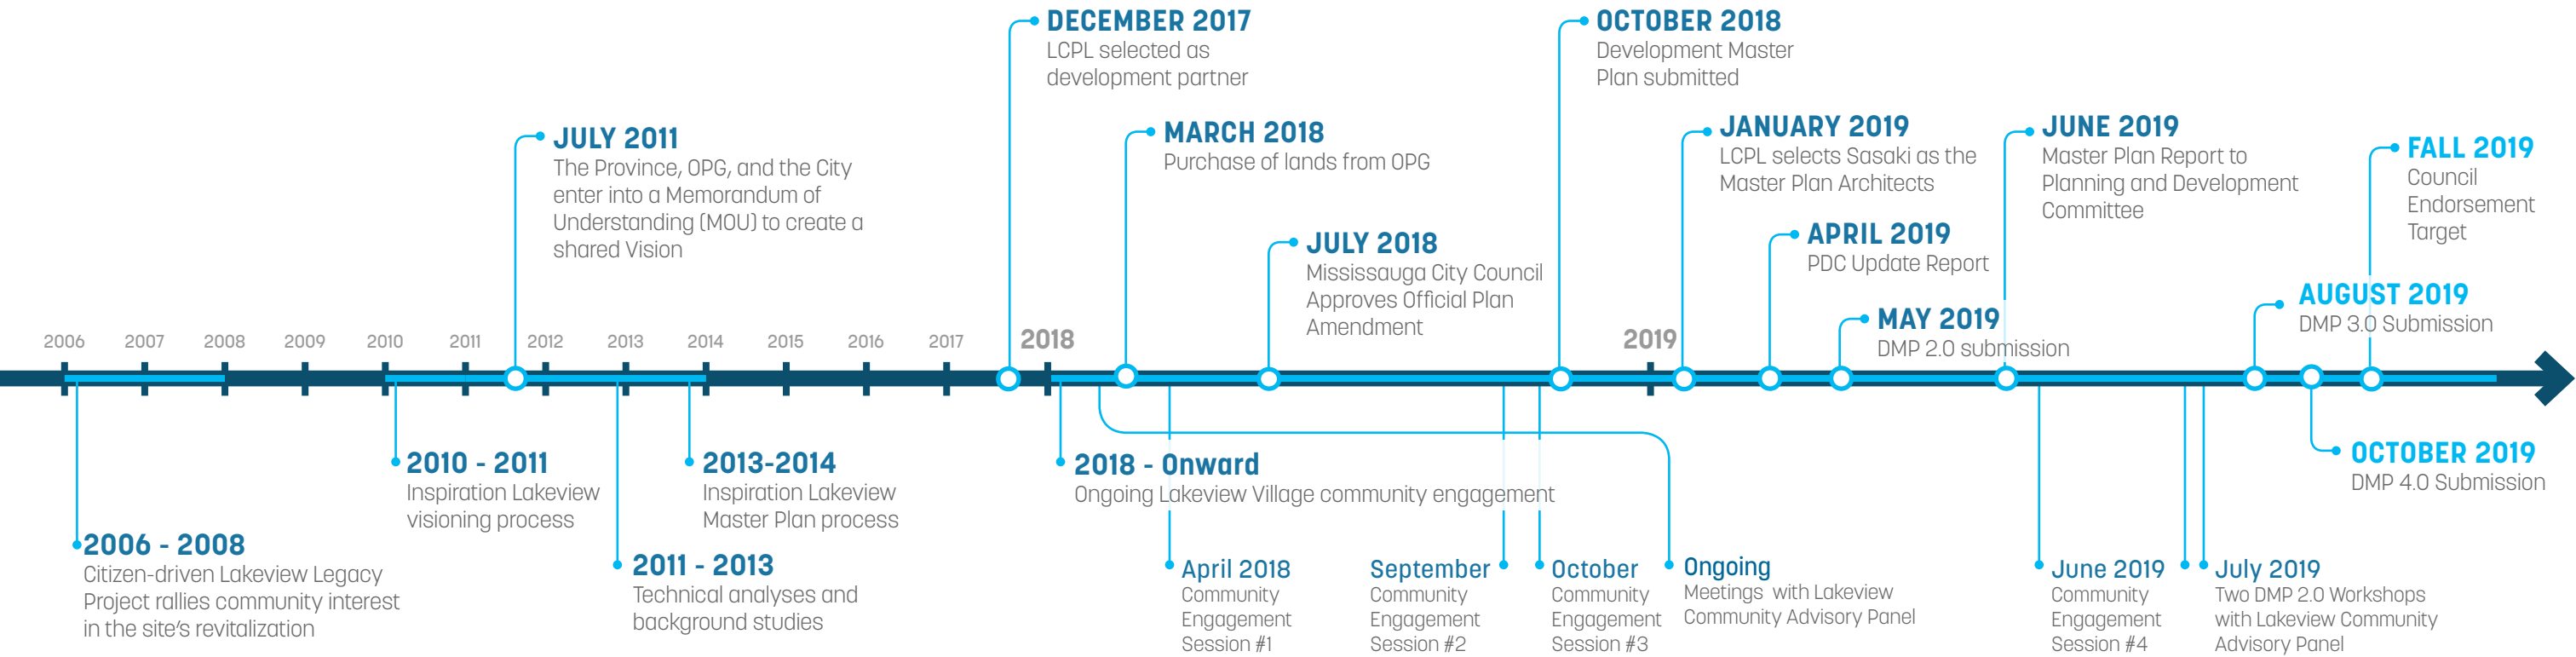 DECEMBER 2017
LCPL selected as
development partner
OCTOBER 2018
Development Master
Plan submitted
JULY 2011
The Province, OPG, and the City
enter into a Memorandum of
Understanding (MOU) to create a
shared Vision
MARCH 2018
Purchase of lands from OPG
JANUARY 2019
LCPL selects Sasaki as the
Master Plan Architects
JUNE 2019
Master Plan Report to
Planning and Development
Committee
FALL 2019
Council
Endorsement
Target
JULY 2018
Mississauga City Council
Approves Official Plan
Amendment
APRIL 2019
PDC Update Report
MAY 2019
DMP 2.0 submission
AUGUST 2019
DMP 3.0 Submission
2006 2007 2008 2009 2010 2011 2012 2013 2014 2015 2016 2017 2018 2019
2006 - 2008
Citizen-driven Lakeview Legacy
Project rallies community interest
in the site's revitalization
2010 - 2011
Inspiration Lakeview
visioning process
2011 - 2013
Technical analyses and
background studies
2013-2014
Inspiration Lakeview
Master Plan process
2018 - Onward
Ongoing Lakeview Village community engagement
April 2018
Community
Engagement
Session #1
September
Community
Engagement
Session #2
October
Community
Engagement
Session #3
Ongoing
Meetings with Lakeview
Community Advisory Panel
June 2019
Community
Engagement
Session #4
July 2019
Two DMP 2.0 Workshops
with Lakeview Community
Advisory Panel
OCTOBER 2019
DMP 4.0 Submission